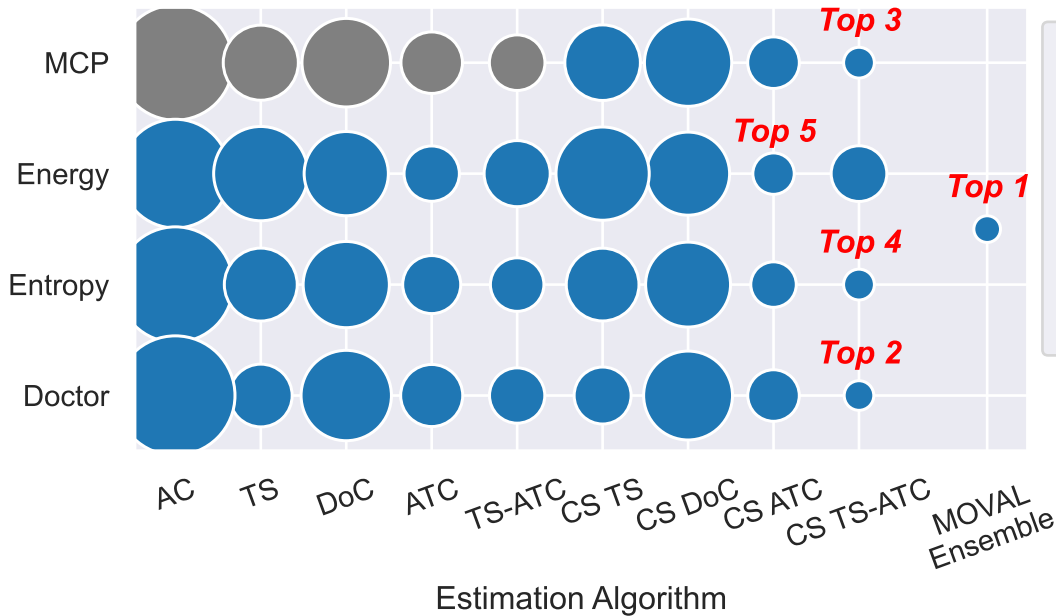 Top 3
MCP
Top 5
Energy
Top 1
Top 4
Entropy
Top 2
Doctor
AC
TS
DoC
ATC
TS-ATC
CS TS
CS DoC
CS ATC
CS TS-ATC
MOVAL
Ensemble
Estimation Algorithm